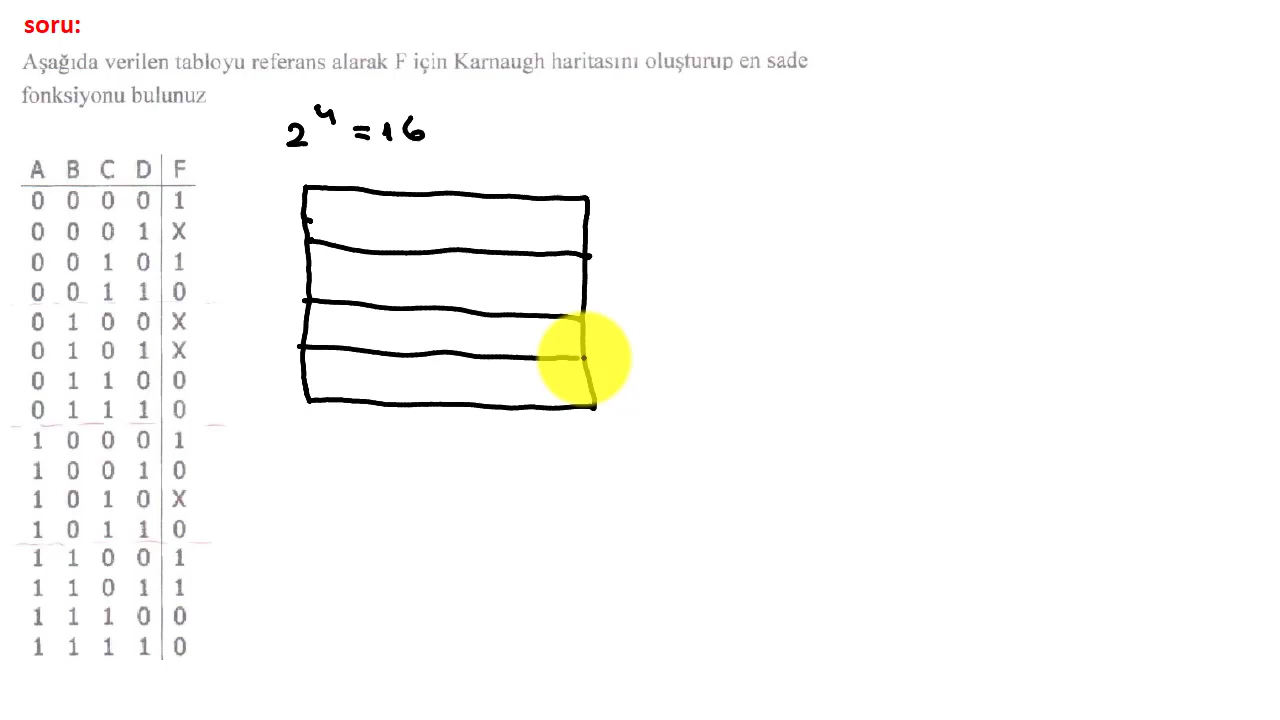 soru:
Aşağıda verilen tabloyu referans alarak F için Karnaugh haritasını oluşturup en sade
fonksiyonu bulunuz
2^4 = 16
A B C D F
0 0 0 0 1
0 0 0 1 X
0 0 1 0 1
0 0 1 1 0
0 1 0 0 X
0 1 0 1 X
0 1 1 0 0
0 1 1 1 0
1 0 0 0 1
1 0 0 1 0
1 0 1 0 X
1 0 1 1 0
1 1 0 0 1
1 1 0 1 1
1 1 1 0 0
1 1 1 1 0